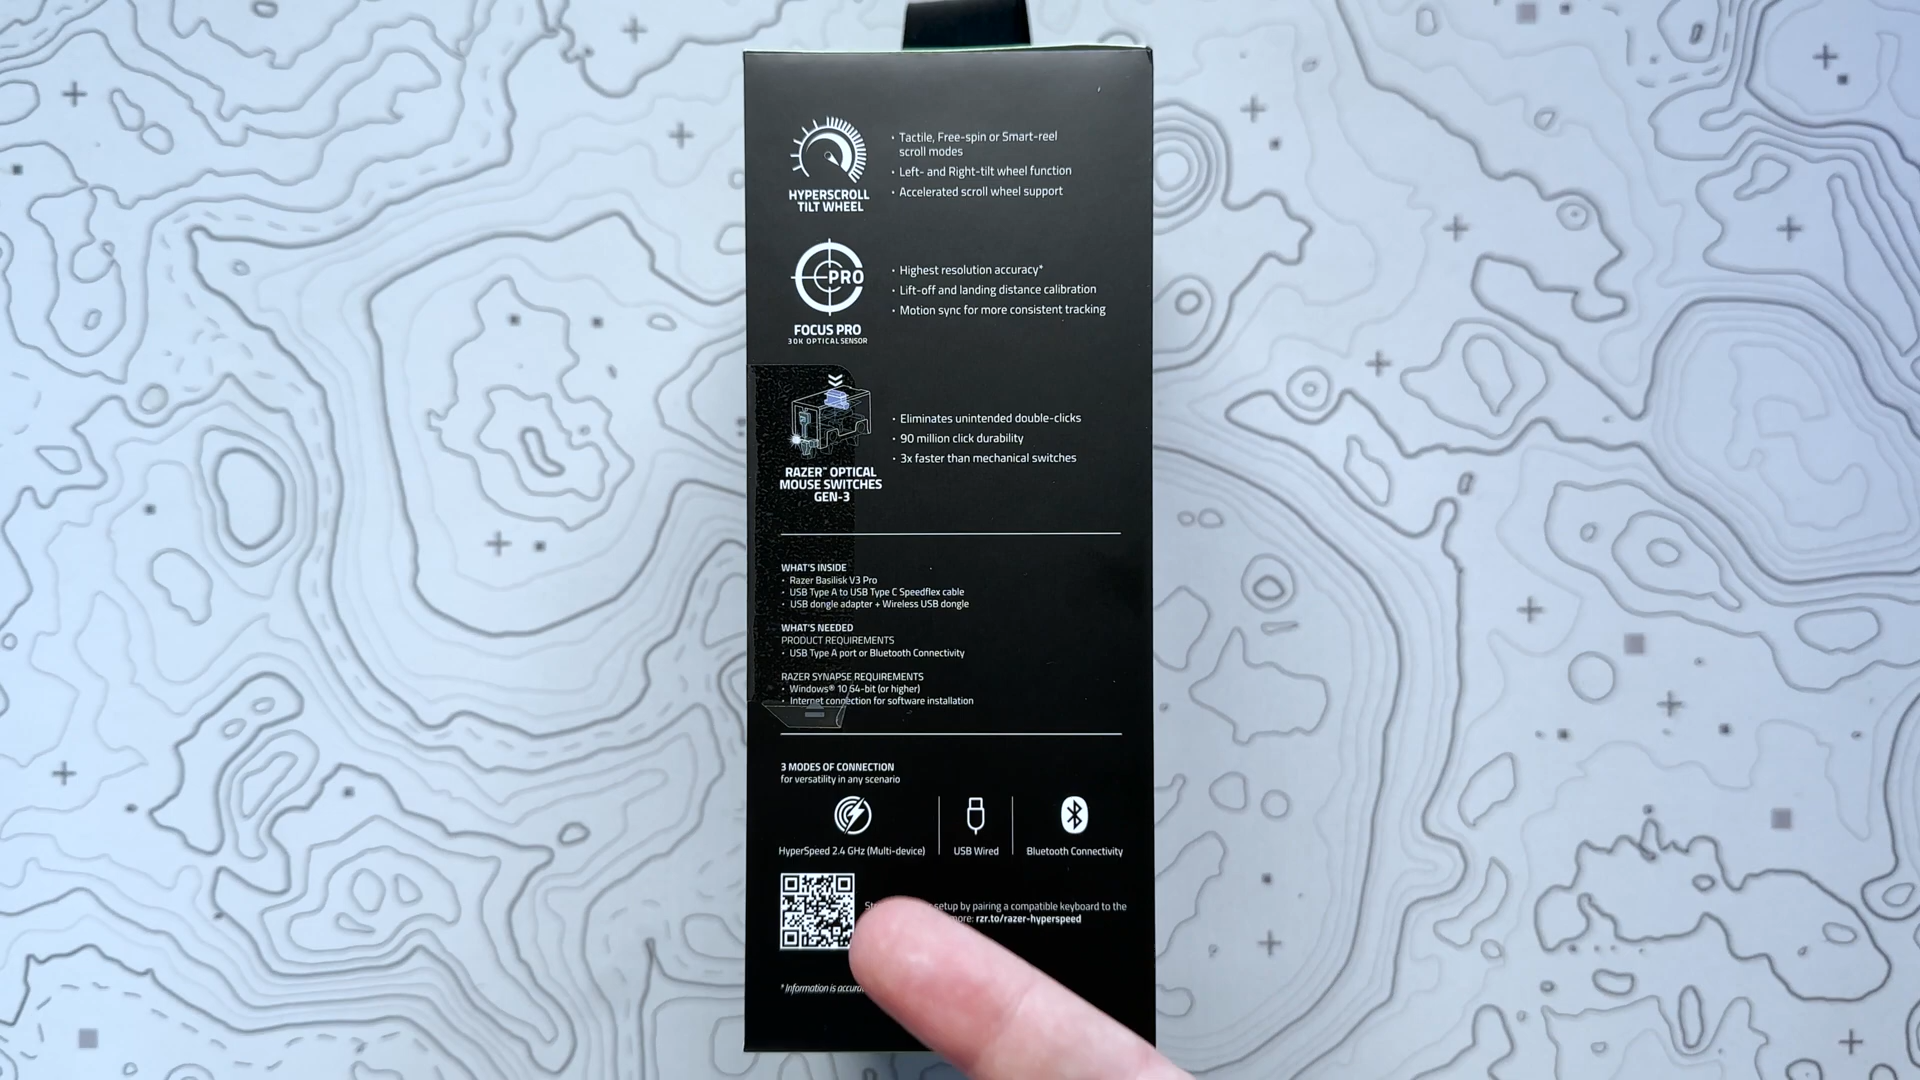 HYPERSCROLL
TILT WHEEL
· Tactile, Free-spin or Smart-reel
scroll modes
· Left- and Right-tilt wheel function
· Accelerated scroll wheel support
PRO
FOCUS PRO
30K OPTICAL SENSOR
· Highest resolution accuracy*
· Lift-off and landing distance calibration
· Motion sync for more consistent tracking
RAZER™ OPTICAL
MOUSE SWITCHES
GEN-3
· Eliminates unintended double-clicks
· 90 million click durability
· 3x faster than mechanical switches
WHAT'S INSIDE
· Razer Basilisk V3 Pro
· USB Type A to USB Type C Speedflex cable
· USB dongle adapter + Wireless USB dongle
WHAT'S NEEDED
PRODUCT REQUIREMENTS
· USB Type A port or Bluetooth Connectivity
RAZER SYNAPSE REQUIREMENTS
· Windows® 10 64-bit (or higher)
· Internet connection for software installation
3 MODES OF CONNECTION
for versatility in any scenario
HyperSpeed 2.4 GHz (Multi-device)
USB Wired
Bluetooth Connectivity
setup by pairing a compatible keyboard to the
rzr.to/razer-hyperspeed
* Information is